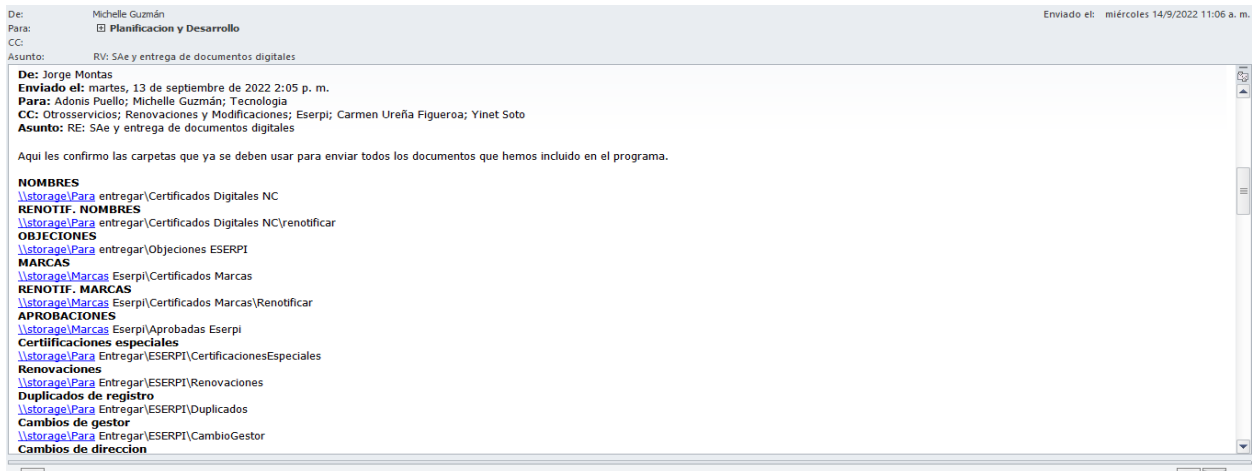 De: Michelle Guzmán Enviado el: miércoles 14/9/2022 11:06 a. m.
Para: Planificacion y Desarrollo
CC:
Asunto: RV: SAe y entrega de documentos digitales
De: Jorge Montas
Enviado el: martes, 13 de septiembre de 2022 2:05 p. m.
Para: Adonis Puello; Michelle Guzmán; Tecnologia
CC: Otrosservicios; Renovaciones y Modificaciones; Eserpi; Carmen Ureña Figueroa; Yinet Soto
Asunto: RE: SAe y entrega de documentos digitales
Aqui les confirmo las carpetas que ya se deben usar para enviar todos los documentos que hemos incluido en el programa.
NOMBRES
\\storage\Para entregar\Certificados Digitales NC
RENOTIF. NOMBRES
\\storage\Para entregar\Certificados Digitales NC\renotificar
OBJECIONES
\\storage\Para entregar\Objeciones ESERPI
MARCAS
\\storage\Marcas Eserpi\Certificados Marcas
RENOTIF. MARCAS
\\storage\Marcas Eserpi\Certificados Marcas\Renotificar
APROBACIONES
\\storage\Marcas Eserpi\Aprobadas Eserpi
Certiificaciones especiales
\\storage\Para Entregar\ESERPI\CertificacionesEspeciales
Renovaciones
\\storage\Para Entregar\ESERPI\Renovaciones
Duplicados de registro
\\storage\Para Entregar\ESERPI\Duplicados
Cambios de gestor
\\storage\Para Entregar\ESERPI\CambioGestor
Cambios de direccion